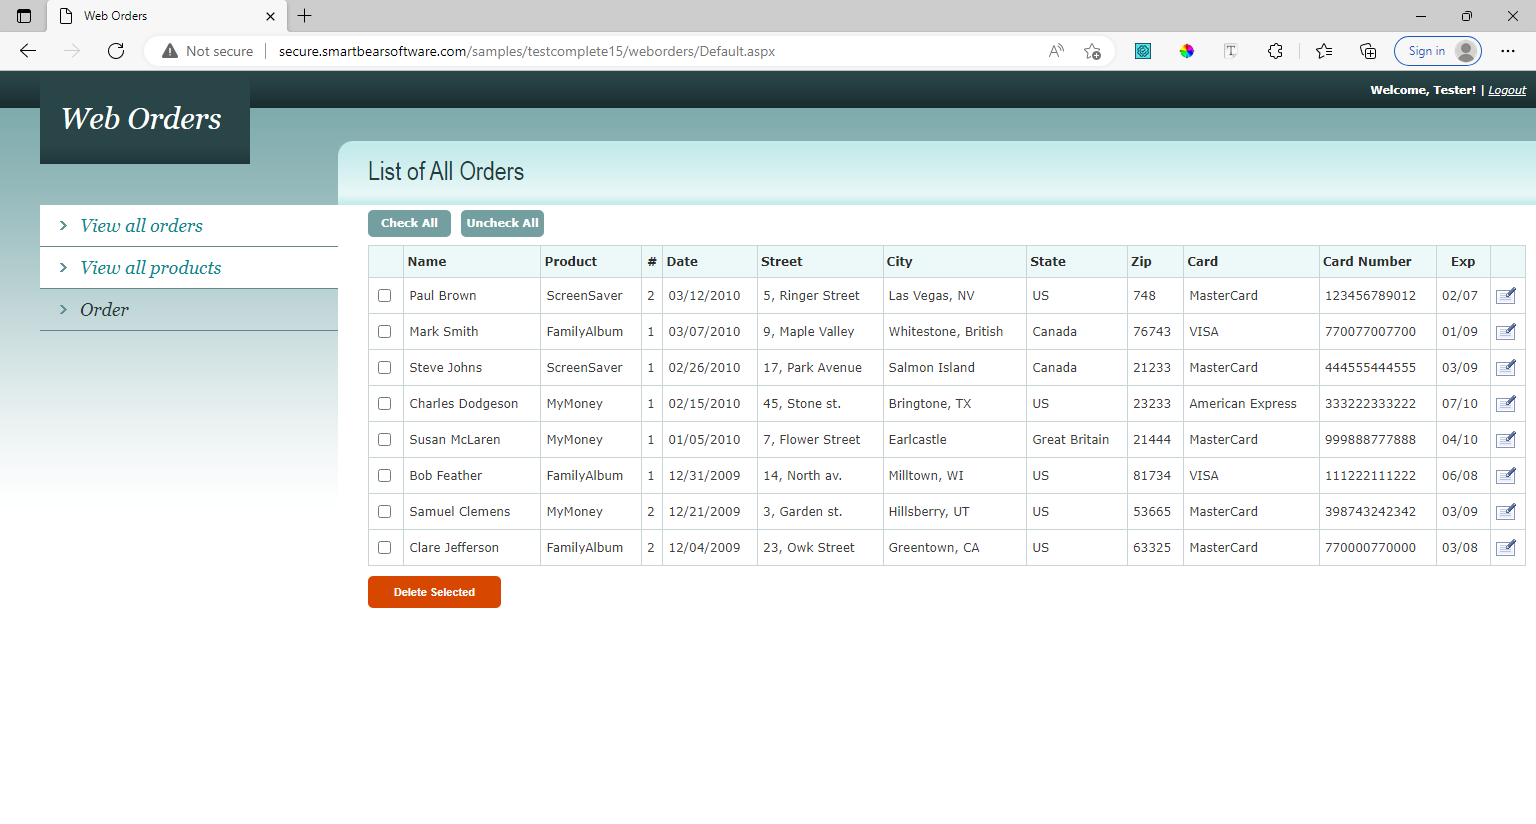 Web Orders
Not secure secure.smartbearsoftware.com/samples/testcomplete15/weborders/Default.aspx Sign in
Welcome, Tester! | Logout
Web Orders
List of All Orders
View all orders
View all products
Order
Check All Uncheck All
Name Product # Date Street City State Zip Card Card Number Exp
Paul Brown ScreenSaver 2 03/12/2010 5, Ringer Street Las Vegas, NV US 748 MasterCard 123456789012 02/07
Mark Smith FamilyAlbum 1 03/07/2010 9, Maple Valley Whitestone, British Canada 76743 VISA 770077007700 01/09
Steve Johns ScreenSaver 1 02/26/2010 17, Park Avenue Salmon Island Canada 21233 MasterCard 444555444555 03/09
Charles Dodgeson MyMoney 1 02/15/2010 45, Stone st. Bringtone, TX US 23233 American Express 333222333222 07/10
Susan McLaren MyMoney 1 01/05/2010 7, Flower Street Earlcastle Great Britain 21444 MasterCard 999888777888 04/10
Bob Feather FamilyAlbum 1 12/31/2009 14, North av. Milltown, WI US 81734 VISA 111222111222 06/08
Samuel Clemens MyMoney 2 12/21/2009 3, Garden st. Hillsberry, UT US 53665 MasterCard 398743242342 03/09
Clare Jefferson FamilyAlbum 2 12/04/2009 23, Owk Street Greentown, CA US 63325 MasterCard 770000770000 03/08
Delete Selected